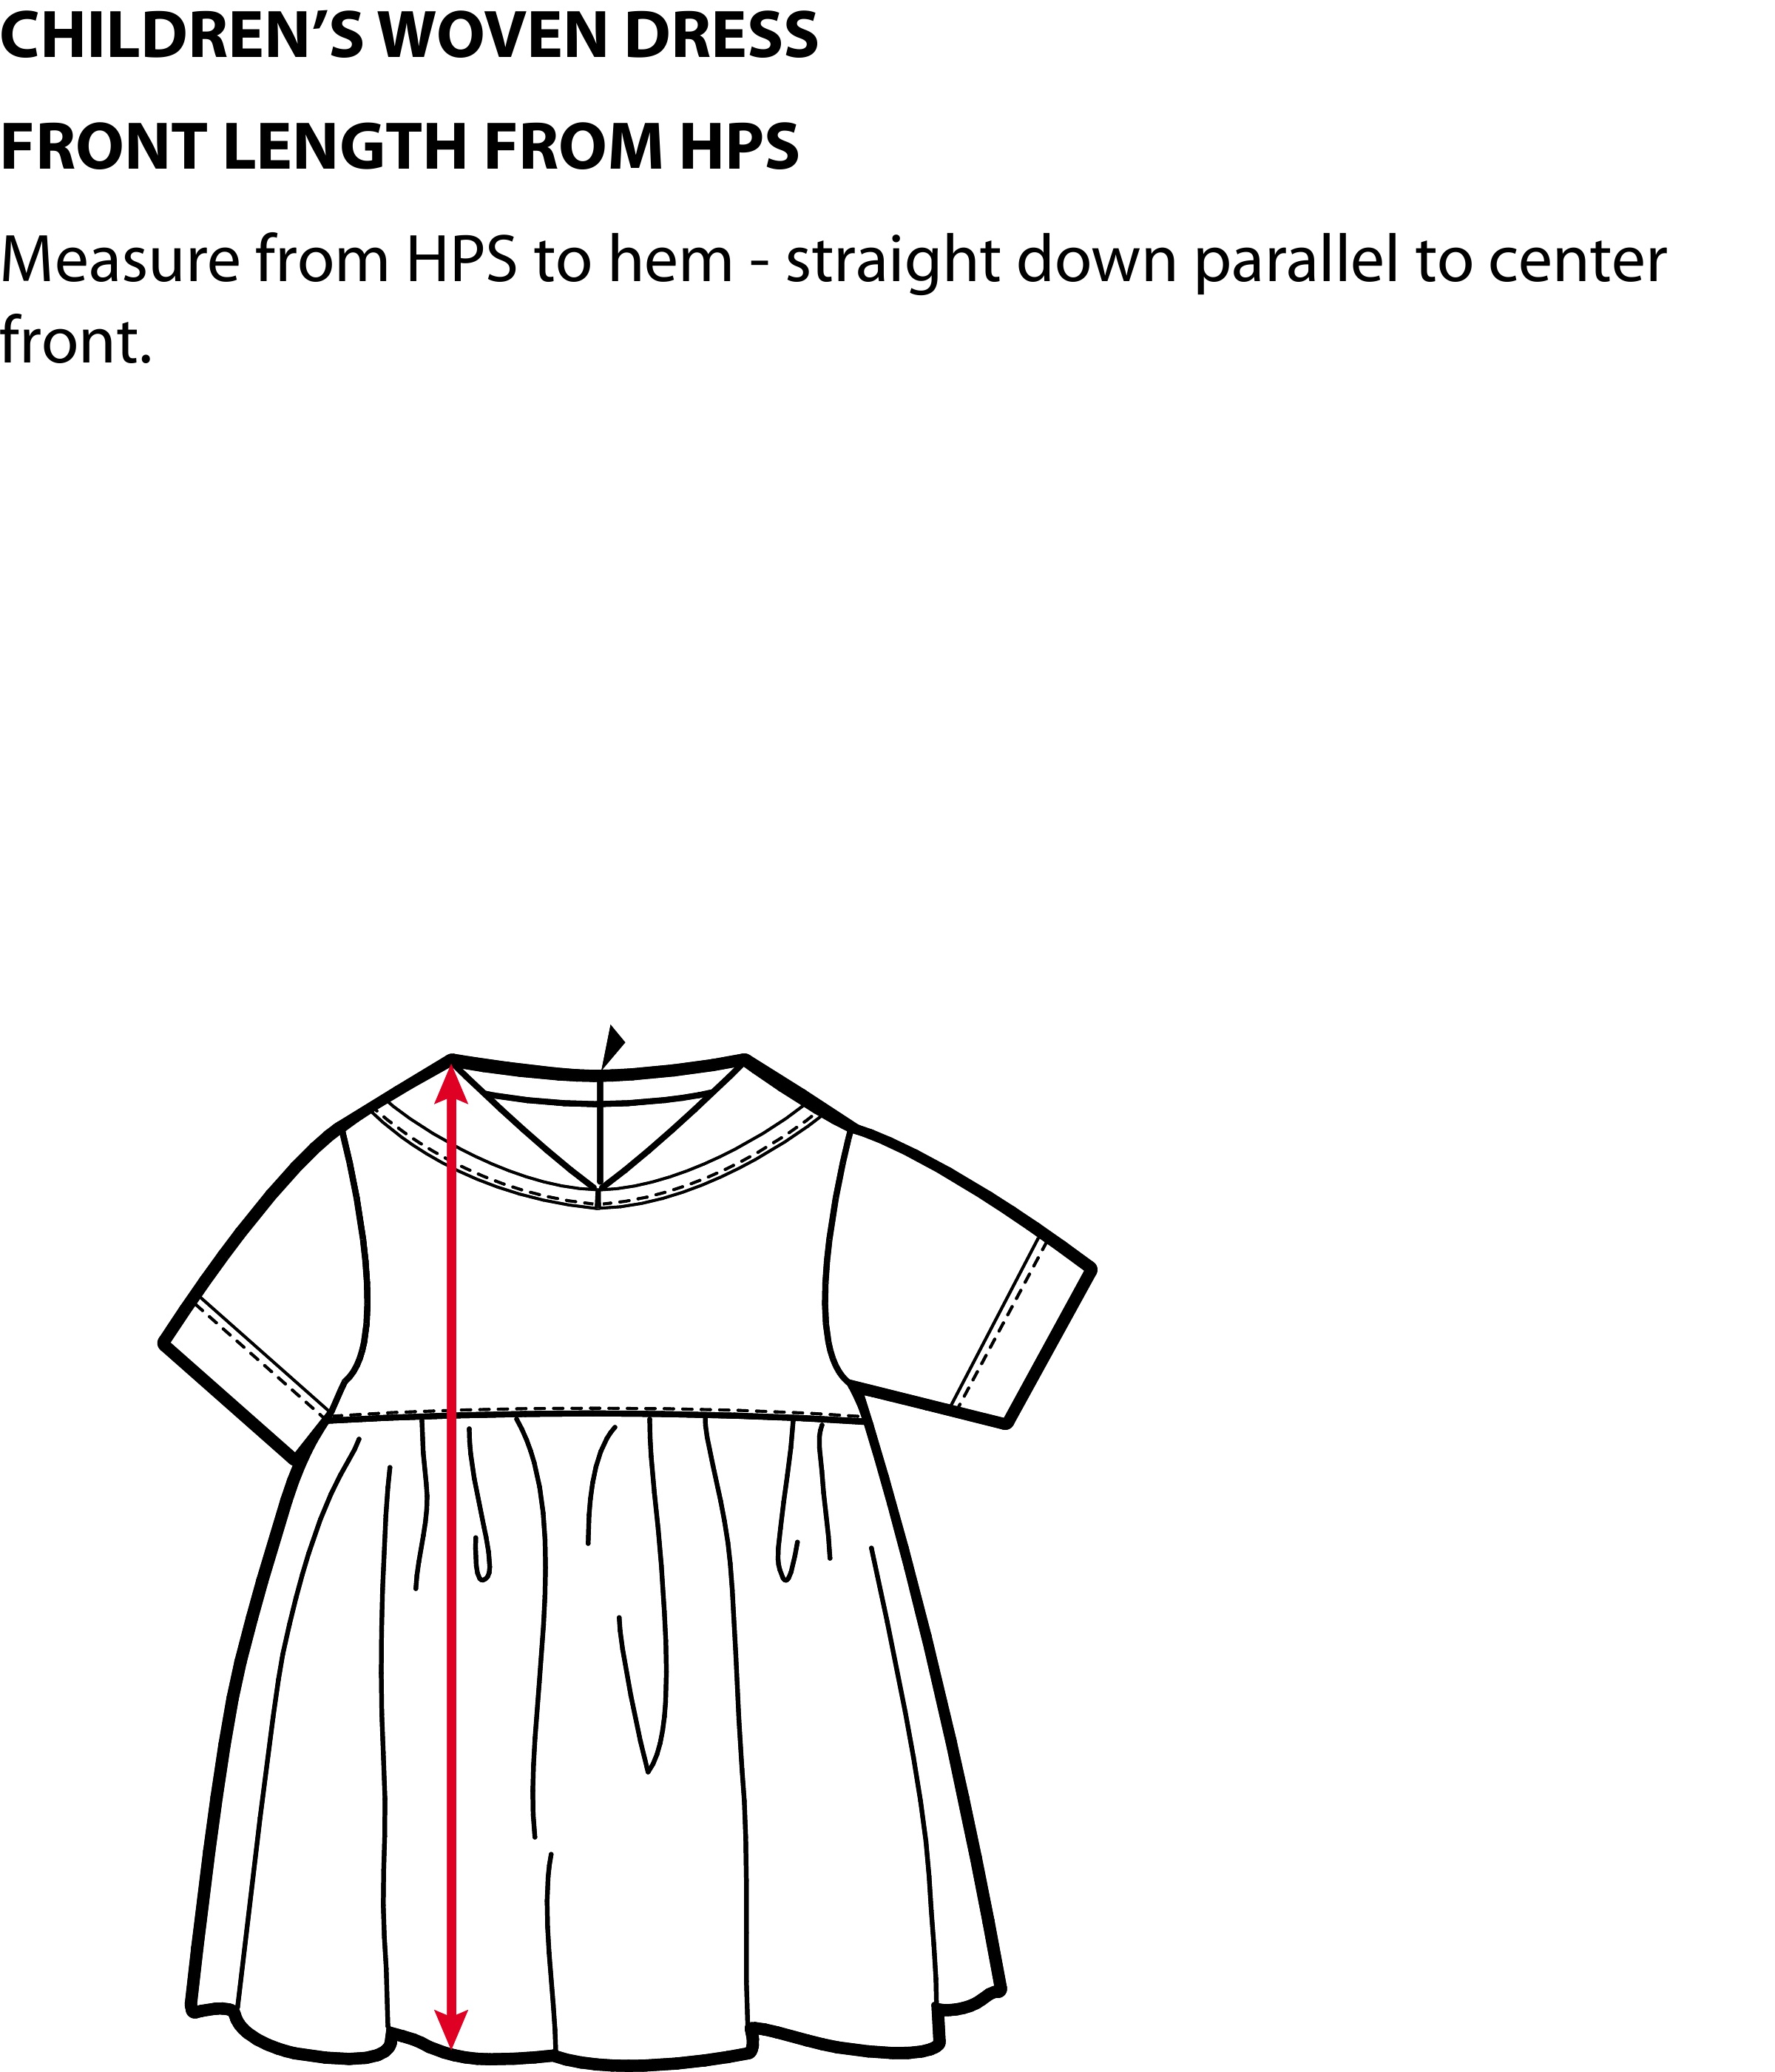 CHILDREN’S WOVEN DRESS
FRONT LENGTH FROM HPS
Measure from HPS to hem - straight down parallel to center
front.